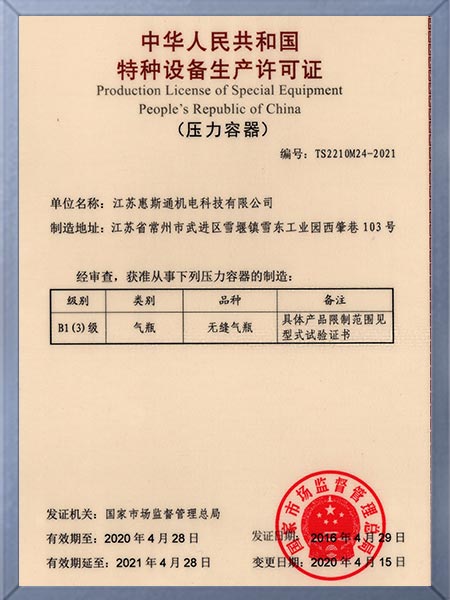 中华人民共和国
特种设备生产许可证
Production License of Special Equipment
People's Republic of China
（压力容器）
编号：TS2210M24-2021
单位名称：江苏惠斯通机电科技有限公司
制造地址：江苏省常州市武进区雪堰镇雪东工业园西肇巷103号
经审查，获准从事下列压力容器的制造：
级别 类别 品种 备注
B1(3)级 气瓶 无缝气瓶 具体产品限制范围见
型式试验证书
国家市场监督管理总局
发证机关：国家市场监督管理总局 发证日期：2016年4月29日
有效期至：2020年4月28日
有效期延至：2021年4月28日 变更日期：2020年4月15日